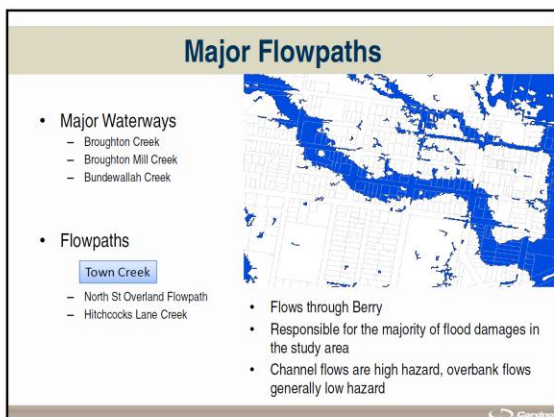 Major Flowpaths
• Major Waterways
– Broughton Creek
– Broughton Mill Creek
– Bundewallah Creek
• Flowpaths
Town Creek
– North St Overland Flowpath
– Hitchcocks Lane Creek
• Flows through Berry
• Responsible for the majority of flood damages in
the study area
• Channel flows are high hazard, overbank flows
generally low hazard